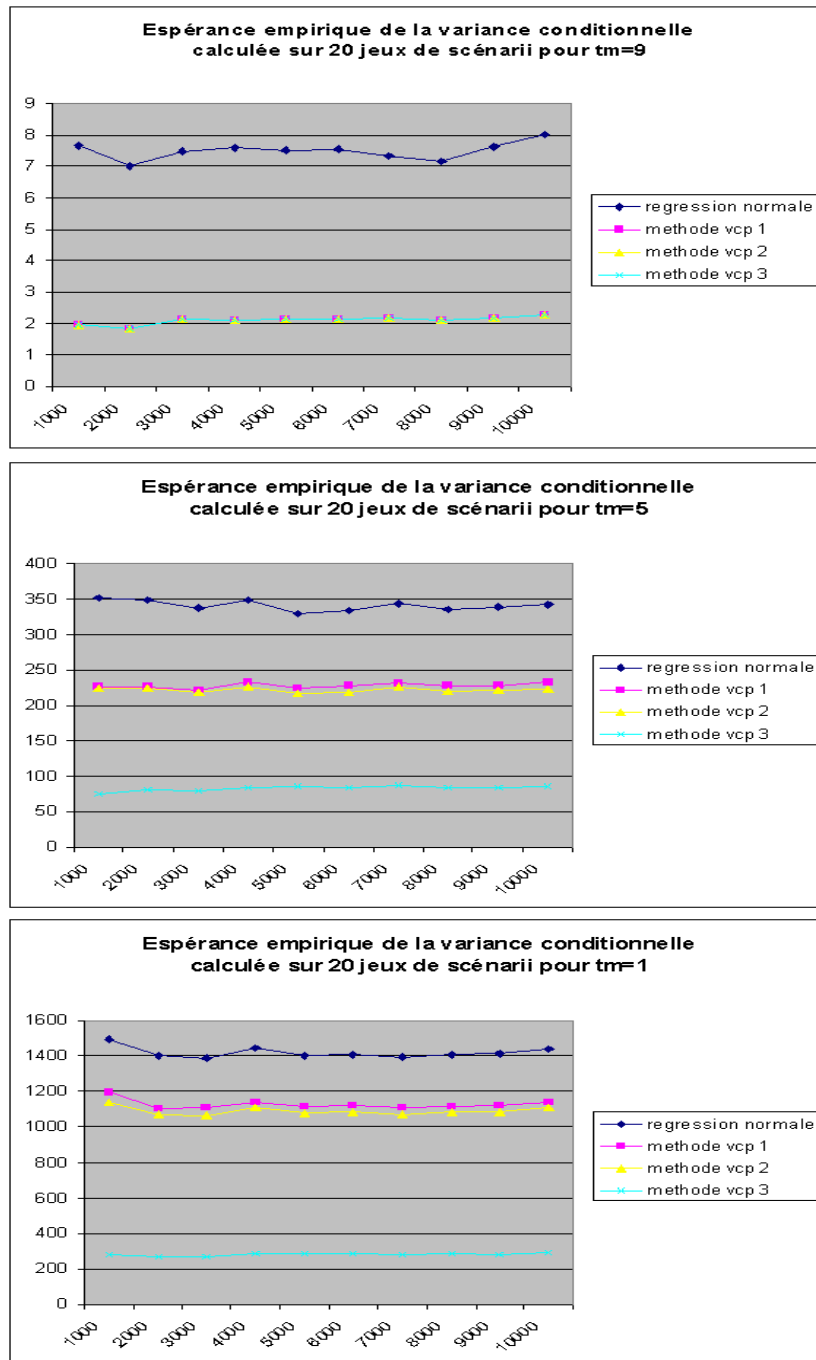 Espérance empirique de la variance conditionnelle
calculée sur 20 jeux de scénarii pour tm=9
9
8
7
6
5
4
3
2
1
0
1000 2000 3000 4000 5000 6000 7000 8000 9000 10000
regression normale
methode vcp 1
methode vcp 2
methode vcp 3
Espérance empirique de la variance conditionnelle
calculée sur 20 jeux de scénarii pour tm=5
400
350
300
250
200
150
100
50
0
1000 2000 3000 4000 5000 6000 7000 8000 9000 10000
regression normale
methode vcp 1
methode vcp 2
methode vcp 3
Espérance empirique de la variance conditionnelle
calculée sur 20 jeux de scénarii pour tm=1
1600
1400
1200
1000
800
600
400
200
0
1000 2000 3000 4000 5000 6000 7000 8000 9000 10000
regression normale
methode vcp 1
methode vcp 2
methode vcp 3